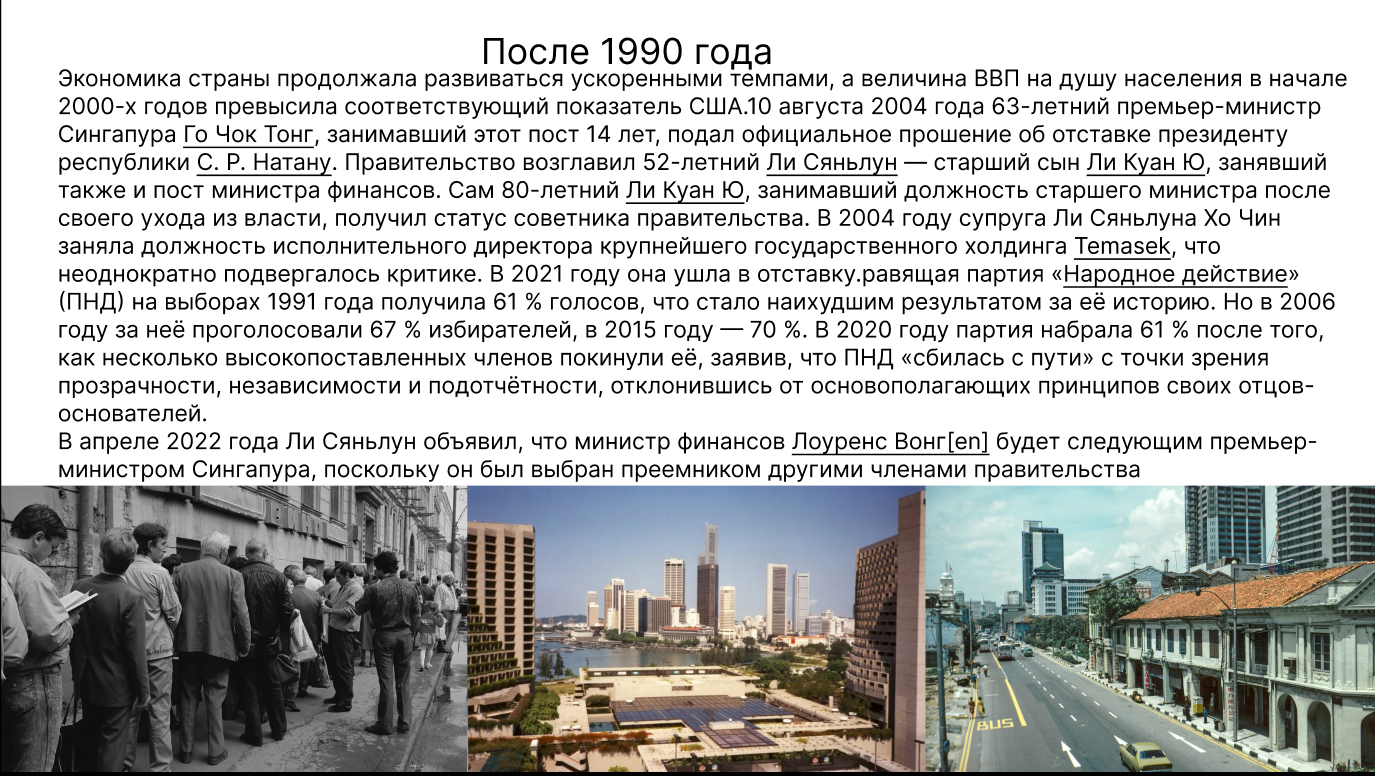 После 1990 года
Экономика страны продолжала развиваться ускоренными темпами, а величина ВВП на душу населения в начале
2000-х годов превысила соответствующий показатель США.10 августа 2004 года 63-летний премьер-министр
Сингапура Го Чок Тонг, занимавший этот пост 14 лет, подал официальное прошение об отставке президенту
республики С. Р. Натану. Правительство возглавил 52-летний Ли Сяньлун — старший сын Ли Куан Ю, занявший
также и пост министра финансов. Сам 80-летний Ли Куан Ю, занимавший должность старшего министра после
своего ухода из власти, получил статус советника правительства. В 2004 году супруга Ли Сяньлуна Хо Чин
заняла должность исполнительного директора крупнейшего государственного холдинга Temasek, что
неоднократно подвергалось критике. В 2021 году она ушла в отставку.равящая партия «Народное действие»
(ПНД) на выборах 1991 года получила 61 % голосов, что стало наихудшим результатом за её историю. Но в 2006
году за неё проголосовали 67 % избирателей, в 2015 году — 70 %. В 2020 году партия набрала 61 % после того,
как несколько высокопоставленных членов покинули её, заявив, что ПНД «сбилась с пути» с точки зрения
прозрачности, независимости и подотчётности, отклонившись от основополагающих принципов своих отцов-
основателей.
В апреле 2022 года Ли Сяньлун объявил, что министр финансов Лоуренс Вонг[en] будет следующим премьер-
министром Сингапура, поскольку он был выбран преемником другими членами правительства
BUS